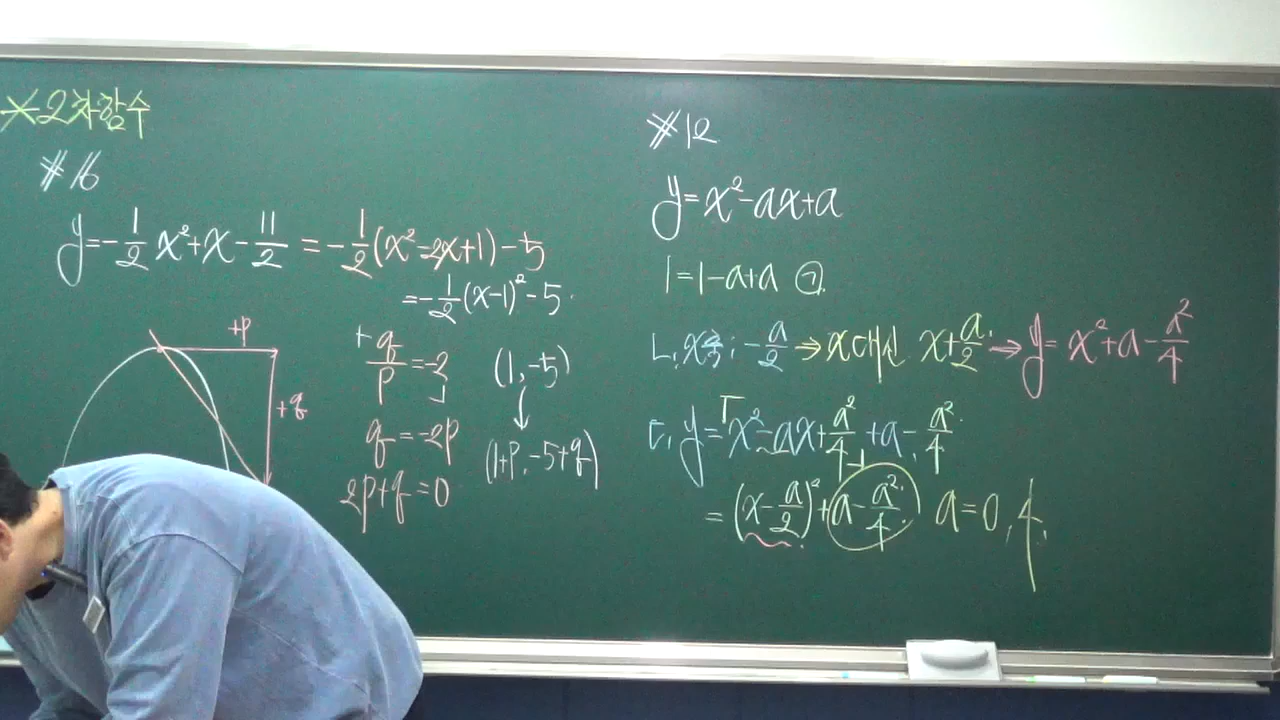 *2차함수
#16
y=-1/2 x²+x-11/2 = -1/2(x²-2x+1)-5
=-1/2(x-1)²-5.
+p
+q
+q/p=-2
q=-2p
2p+q=0
(1,-5)
↓
(1+p,-5+q)
#12
y=x²-ax+a
1=1-a+a ㉠
ㄴ, x축; -a/2 ⇒ x대신 x+a/2. ⇒ y=x²+a-a²/4
ㄷ, y=x²-ax+a²/4+a-a²/4
=(x-a/2)²+a-a²/4 a=0, 4,